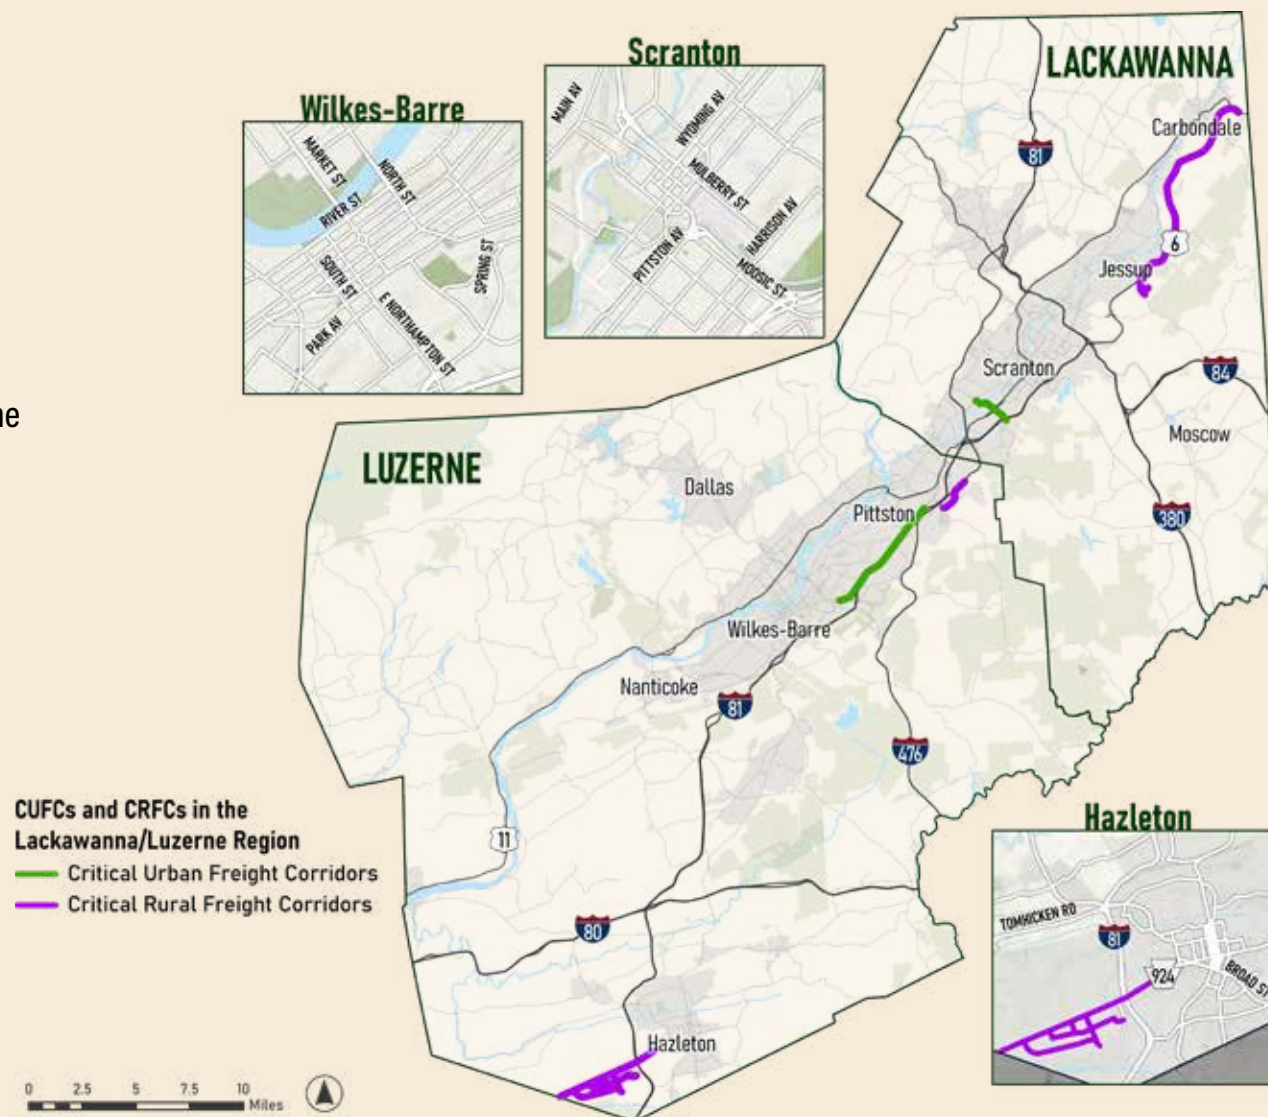 Scranton
LACKAWANNA
Wilkes-Barre
MAIN AV
WYOMING AV
MULBERRY ST
HARRISON AV
PITTSTON AV
MOOSIC ST
MARKET ST
NORTH ST
RIVER ST
SOUTH ST
SPRING ST
PARK AV
E NORTHAMPTON ST
Carbondale
81
6
Jessup
Scranton
84
Moscow
ne
LUZERNE
Dallas
Pittston
380
Wilkes-Barre
Nanticoke
81
476
11
80
CUFCs and CRFCs in the
Lackawanna/Luzerne Region
Critical Urban Freight Corridors
Critical Rural Freight Corridors
Hazleton
TOMHICKEN RD
81
924
BROAD ST
Hazleton
0 2.5 5 7.5 10
Miles